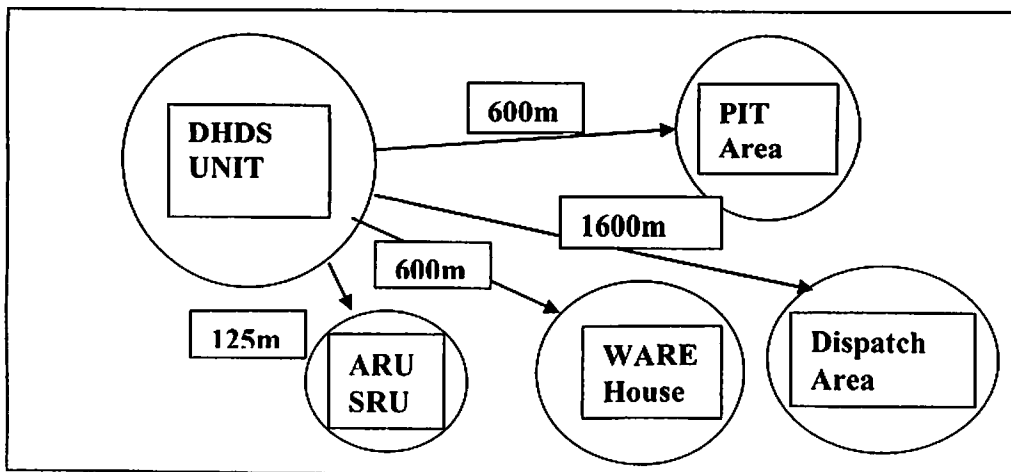 DHDS
UNIT
600m
PIT
Area
1600m
600m
125m
ARU
SRU
WARE
House
Dispatch
Area